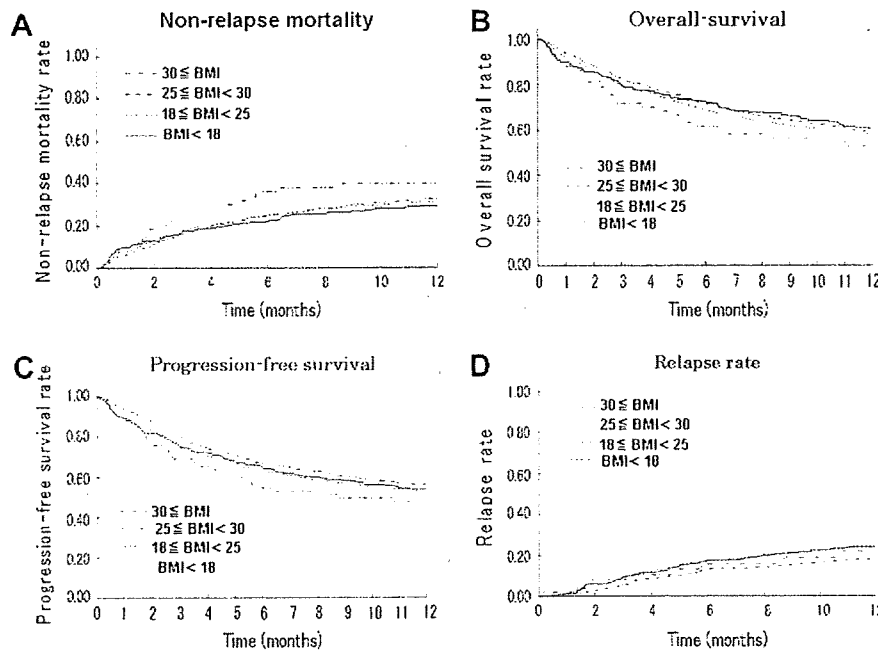 A
Non-relapse mortality
Non-relapse mortality rate
1.00
0.80
0.60
0.40
0.20
0.00
30≦ BMI
25≦ BMI< 30
18≦ BMI< 25
BMI< 18
0 2 4 6 8 10 12
Time (months)
B
Overall-survival
Overall survival rate
1.00
0.80
0.60
0.40
0.20
0.00
30≦ BMI
25≦ BMI< 30
18≦ BMI< 25
BMI< 18
0 1 2 3 4 5 6 7 8 9 10 11 12
Time (months)
C
Progression-free survival
Progression-free survival rate
1.00
0.80
0.60
0.40
0.20
0.00
30≦ BMI
25≦ BMI< 30
18≦ BMI< 25
BMI< 18
0 1 2 3 4 5 6 7 8 9 10 11 12
Time (months)
D
Relapse rate
Relapse rate
1.00
0.80
0.60
0.40
0.20
0.00
30≦ BMI
25≦ BMI< 30
18≦ BMI< 25
BMI< 18
0 2 4 6 8 10 12
Time (months)